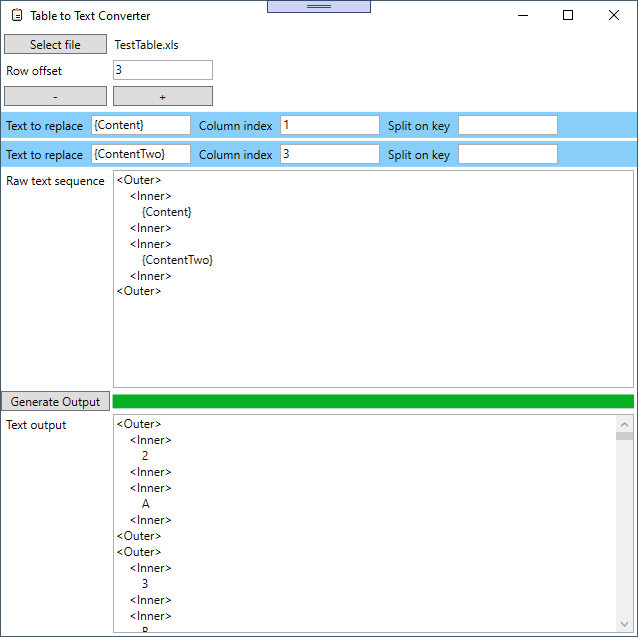 Table to Text Converter
Select file TestTable.xls
Row offset 3
- +
Text to replace {Content} Column index 1 Split on key
Text to replace {ContentTwo} Column index 3 Split on key
Raw text sequence
<Outer>
<Inner>
{Content}
<Inner>
<Inner>
{ContentTwo}
<Inner>
<Outer>
Generate Output
Text output
<Outer>
<Inner>
2
<Inner>
<Inner>
A
<Inner>
<Outer>
<Outer>
<Inner>
3
<Inner>
<Inner>